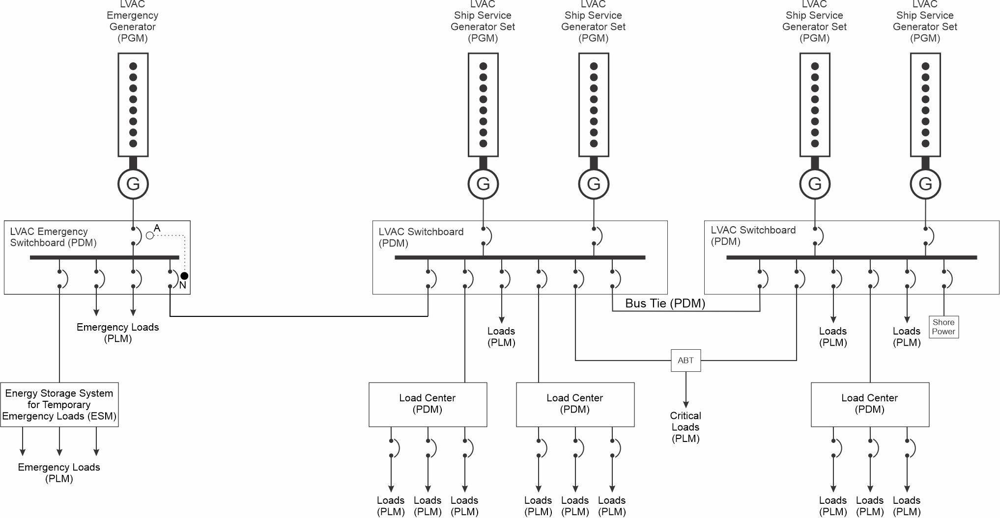 LVAC
Emergency
Generator
(PGM)
LVAC
Ship Service
Generator Set
(PGM)
LVAC
Ship Service
Generator Set
(PGM)
LVAC
Ship Service
Generator Set
(PGM)
LVAC
Ship Service
Generator Set
(PGM)
G
G
G
G
G
LVAC Emergency
Switchboard (PDM)
A
N
LVAC Switchboard
(PDM)
LVAC Switchboard
(PDM)
Bus Tie (PDM)
Emergency Loads
(PLM)
Loads
(PLM)
Loads
(PLM)
Loads
(PLM)
Shore
Power
ABT
Energy Storage System
for Temporary
Emergency Loads (ESM)
Load Center
(PDM)
Load Center
(PDM)
Critical
Loads
(PLM)
Load Center
(PDM)
Emergency Loads
(PLM)
Loads
(PLM)
Loads
(PLM)
Loads
(PLM)
Loads
(PLM)
Loads
(PLM)
Loads
(PLM)
Loads
(PLM)
Loads
(PLM)
Loads
(PLM)